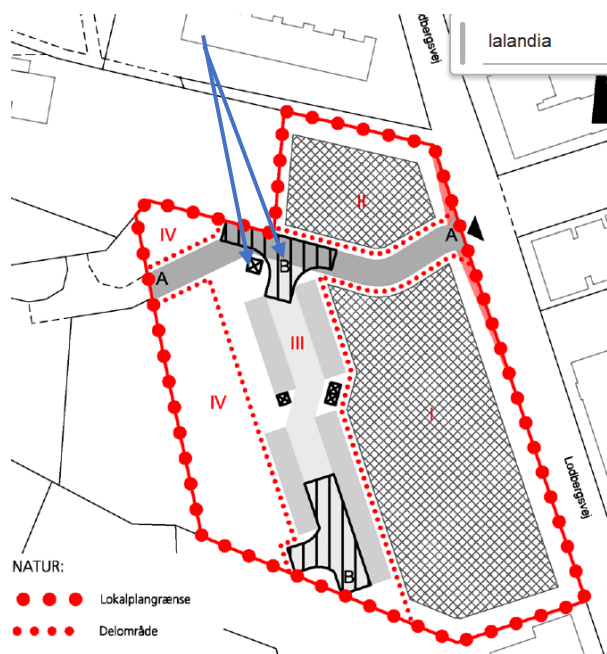 Lodbergsvej
lalandia
II
IV
A
A
B
III
IV
I
Lodbergsvej
B
NATUR:
Lokalplangrænse
Delområde